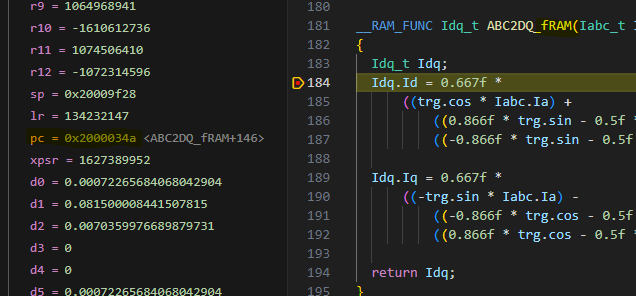 r9 = 1064968941
r10 = -1610612736
r11 = 1074506410
r12 = -1072314596
sp = 0x20009f28
lr = 134232147
pc = 0x2000034a <ABC2DQ_fRAM+146>
xpsr = 1627389952
d0 = 0.00072265684068042904
d1 = 0.081500008441507815
d2 = 0.0070359976689879731
d3 = 0
d4 = 0
d5 = 0.00072265684068042904
180
181 __RAM_FUNC Idq_t ABC2DQ_fRAM(Iabc_t I
182 {
183 Idq_t Idq;
184 Idq.Id = 0.667f *
185 ((trg.cos * Iabc.Ia) +
186 ((0.866f * trg.sin - 0.5f
187 ((-0.866f * trg.sin - 0.5f
188
189 Idq.Iq = 0.667f *
190 ((-trg.sin * Iabc.Ia) -
191 ((-0.866f * trg.cos - 0.5f
192 ((0.866f * trg.cos - 0.5f
193
194 return Idq;
195 }